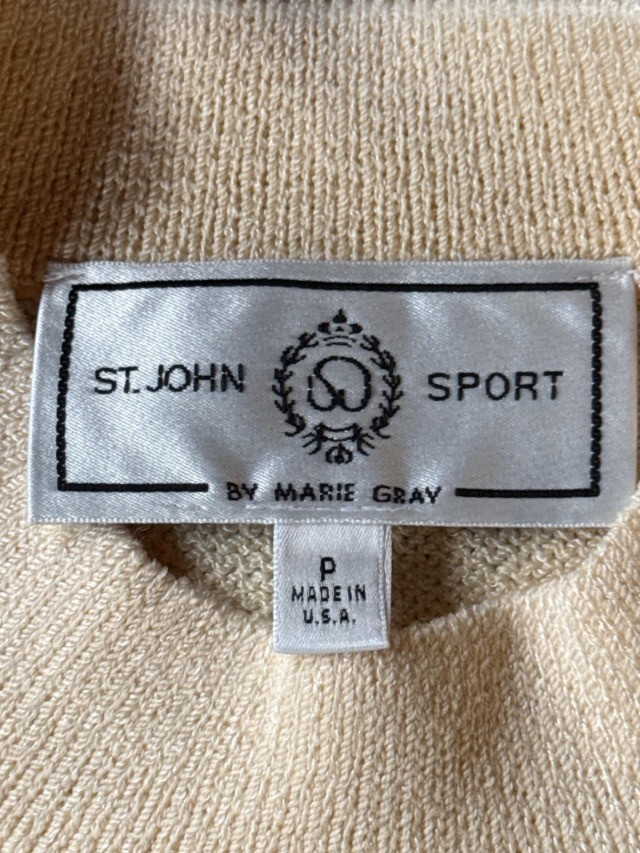 ST. JOHN SPORT
BY MARIE GRAY
P
MADE IN
U.S.A.